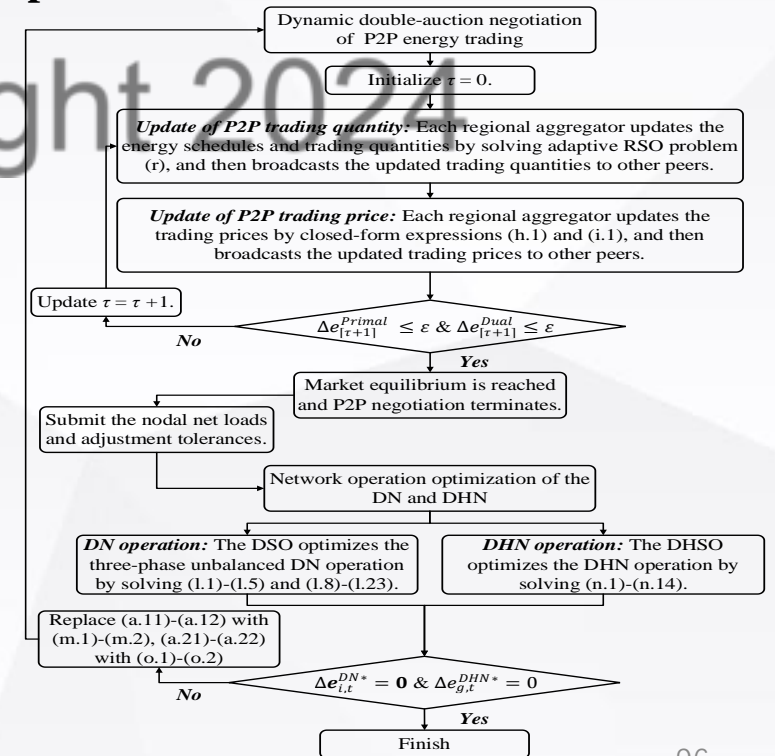 Dynamic double-auction negotiation
of P2P energy trading
ght 2024
Initialize τ = 0.
Update of P2P trading quantity: Each regional aggregator updates the
energy schedules and trading quantities by solving adaptive RSO problem
(r), and then broadcasts the updated trading quantities to other peers.
Update of P2P trading price: Each regional aggregator updates the
trading prices by closed-form expressions (h.1) and (i.1), and then
broadcasts the updated trading prices to other peers.
Update τ = τ +1.
No
Δe^{Primal}_{[τ+1]} ≤ ε & Δe^{Dual}_{[τ+1]} ≤ ε
Yes
Market equilibrium is reached
and P2P negotiation terminates.
Submit the nodal net loads
and adjustment tolerances.
Network operation optimization of the
DN and DHN
DN operation: The DSO optimizes the
three-phase unbalanced DN operation
by solving (l.1)-(l.5) and (l.8)-(l.23).
DHN operation: The DHSO
optimizes the DHN operation by
solving (n.1)-(n.14).
Replace (a.11)-(a.12) with
(m.1)-(m.2), (a.21)-(a.22)
with (o.1)-(o.2)
No
Δe^{DN*}_{i,t} = 0 & Δe^{DHN*}_{g,t} = 0
Yes
Finish